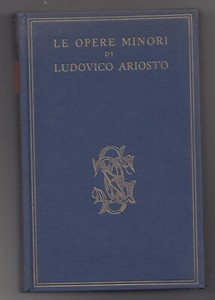 LE OPERE MINORI
DI
LUDOVICO ARIOSTO